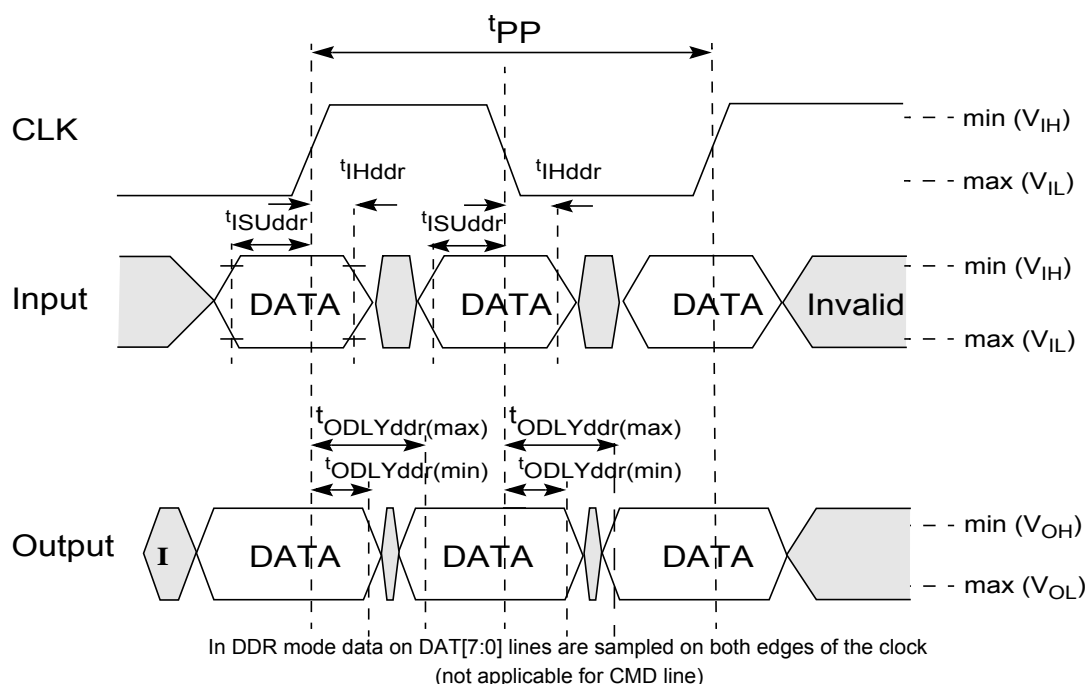 tPP
CLK
min (VIH)
tIHddr
tIHddr
max (VIL)
tISUddr
tISUddr
min (VIH)
Input
DATA
DATA
DATA
Invalid
max (VIL)
tODLYddr(max)
tODLYddr(max)
tODLYddr(min)
tODLYddr(min)
min (VOH)
Output
I
DATA
DATA
DATA
max (VOL)
In DDR mode data on DAT[7:0] lines are sampled on both edges of the clock
(not applicable for CMD line)